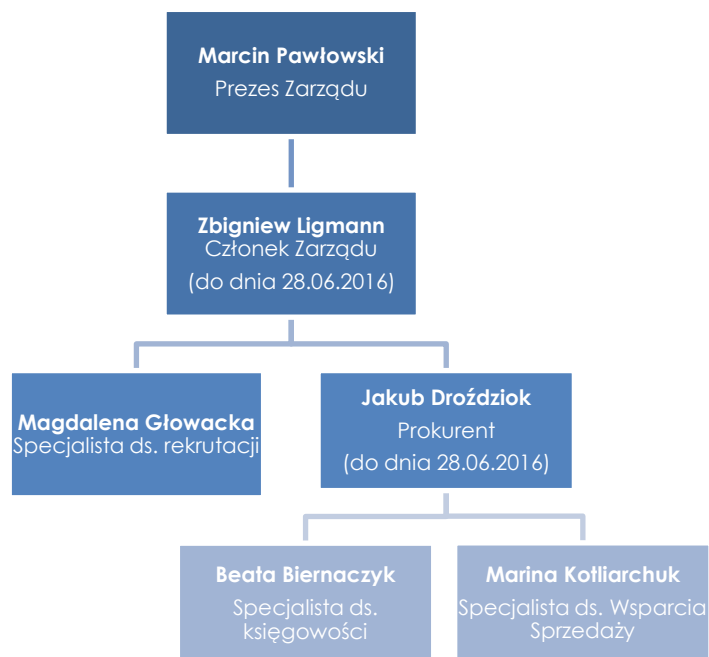 Marcin Pawłowski
Prezes Zarządu
Zbigniew Ligmann
Członek Zarządu
(do dnia 28.06.2016)
Magdalena Głowacka
Specjalista ds. rekrutacji
Jakub Droździok
Prokurent
(do dnia 28.06.2016)
Beata Biernaczyk
Specjalista ds.
księgowości
Marina Kotliarchuk
Specjalista ds. Wsparcia
Sprzedaży